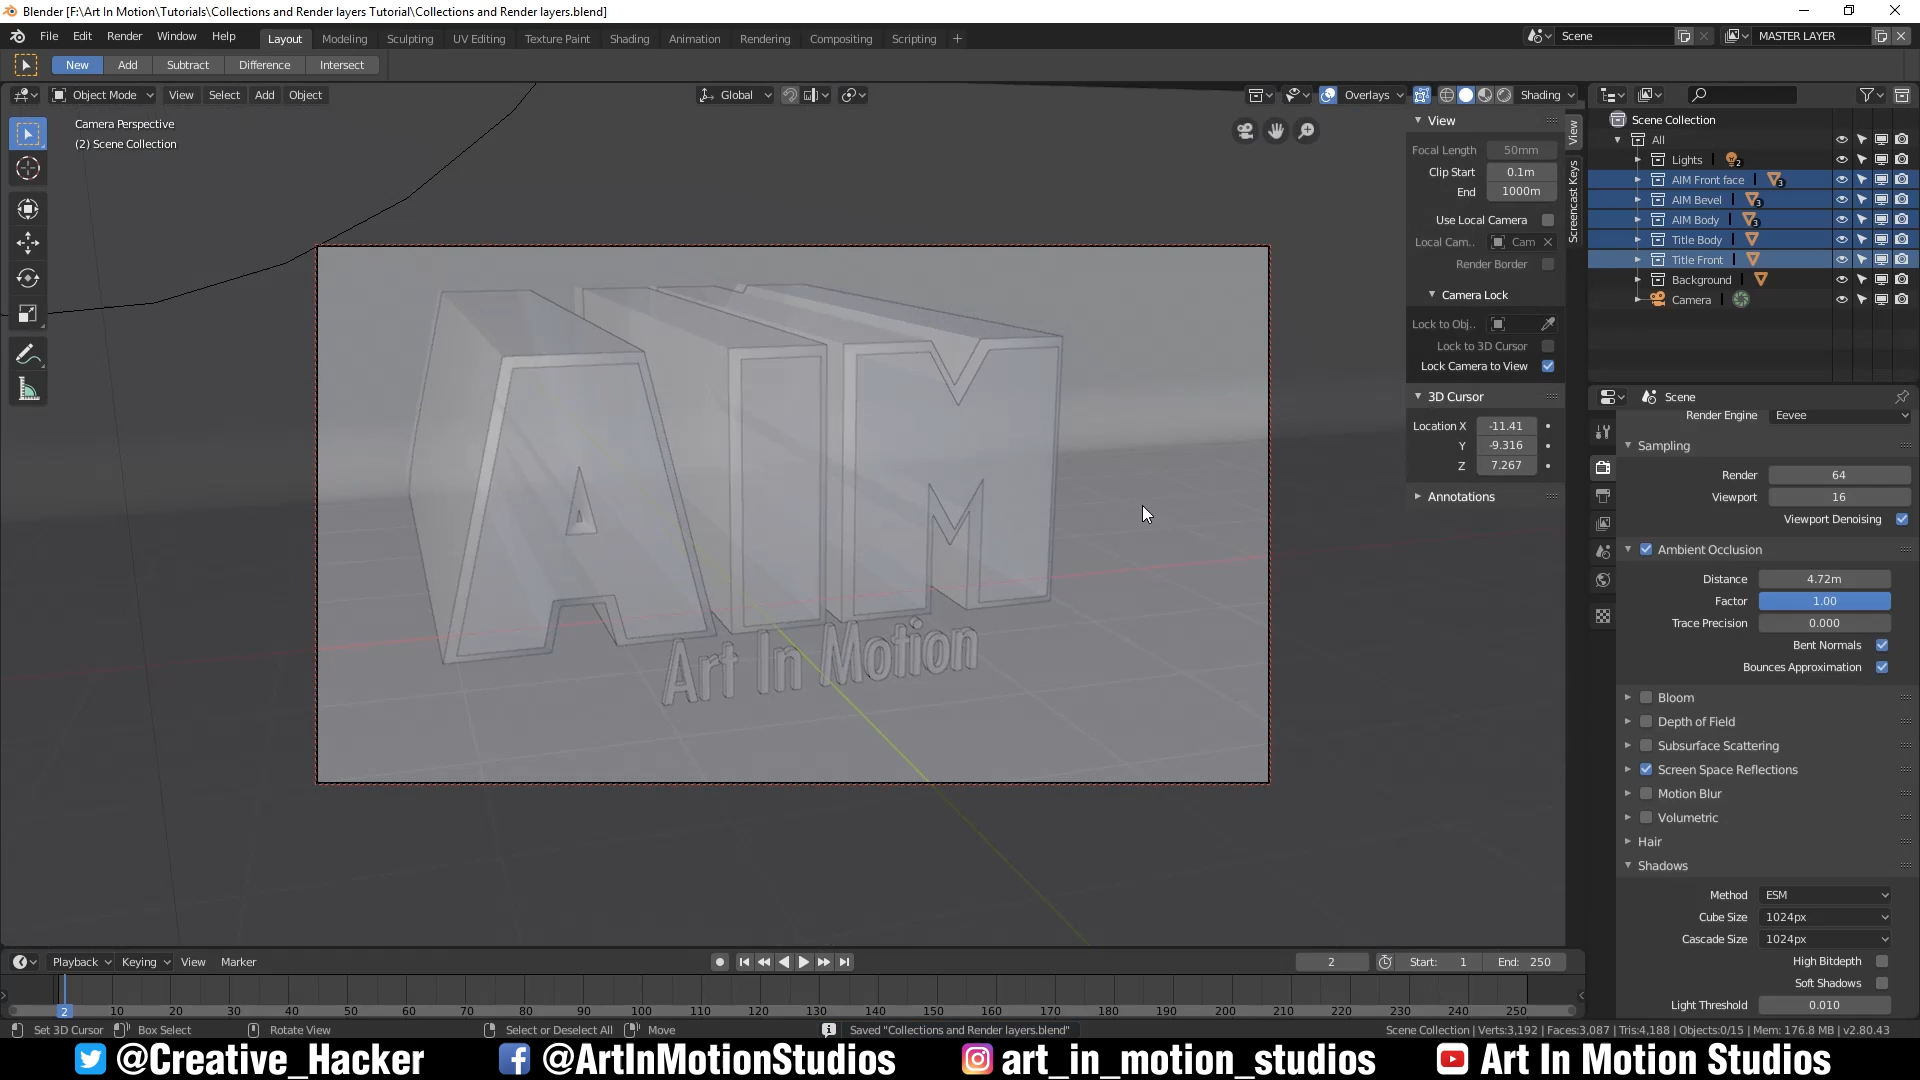 Blender [F:\Art In Motion\Tutorials\Collections and Render layers Tutorial\Collections and Render layers.blend]
File Edit Render Window Help Layout Modeling Sculpting UV Editing Texture Paint Shading Animation Rendering Compositing Scripting + Scene MASTER LAYER
New Add Subtract Difference Intersect
Object Mode View Select Add Object Global Overlays Shading
Camera Perspective
(2) Scene Collection
View
Focal Length 50mm
Clip Start 0.1m
End 1000m
Use Local Camera
Local Cam.. Cam
Render Border
Camera Lock
Lock to Obj..
Lock to 3D Cursor
Lock Camera to View
3D Cursor
Location X -11.41
Y -9.316
Z 7.267
Annotations
View
Screencast Keys
Scene Collection
All
Lights 2
AIM Front face 3
AIM Bevel 3
AIM Body 3
Title Body
Title Front
Background
Camera
Scene
Render Engine Eevee
Sampling
Render 64
Viewport 16
Viewport Denoising
Ambient Occlusion
Distance 4.72m
Factor 1.00
Trace Precision 0.000
Bent Normals
Bounces Approximation
Bloom
Depth of Field
Subsurface Scattering
Screen Space Reflections
Motion Blur
Volumetric
Hair
Shadows
Method ESM
Cube Size 1024px
Cascade Size 1024px
High Bitdepth
Soft Shadows
Light Threshold 0.010
AIM
Art In Motion
Playback Keying View Marker 2 Start: 1 End: 250
2 10 20 30 40 50 60 70 80 90 100 110 120 130 140 150 160 170 180 190 200 210 220 230 240 250
Set 3D Cursor Box Select Rotate View Select or Deselect All Move Saved "Collections and Render layers.blend" Scene Collection | Verts:3,192 | Faces:3,087 | Tris:4,188 | Objects:0/15 | Mem: 176.8 MB | v2.80.43
@Creative_Hacker @ArtInMotionStudios art_in_motion_studios Art In Motion Studios